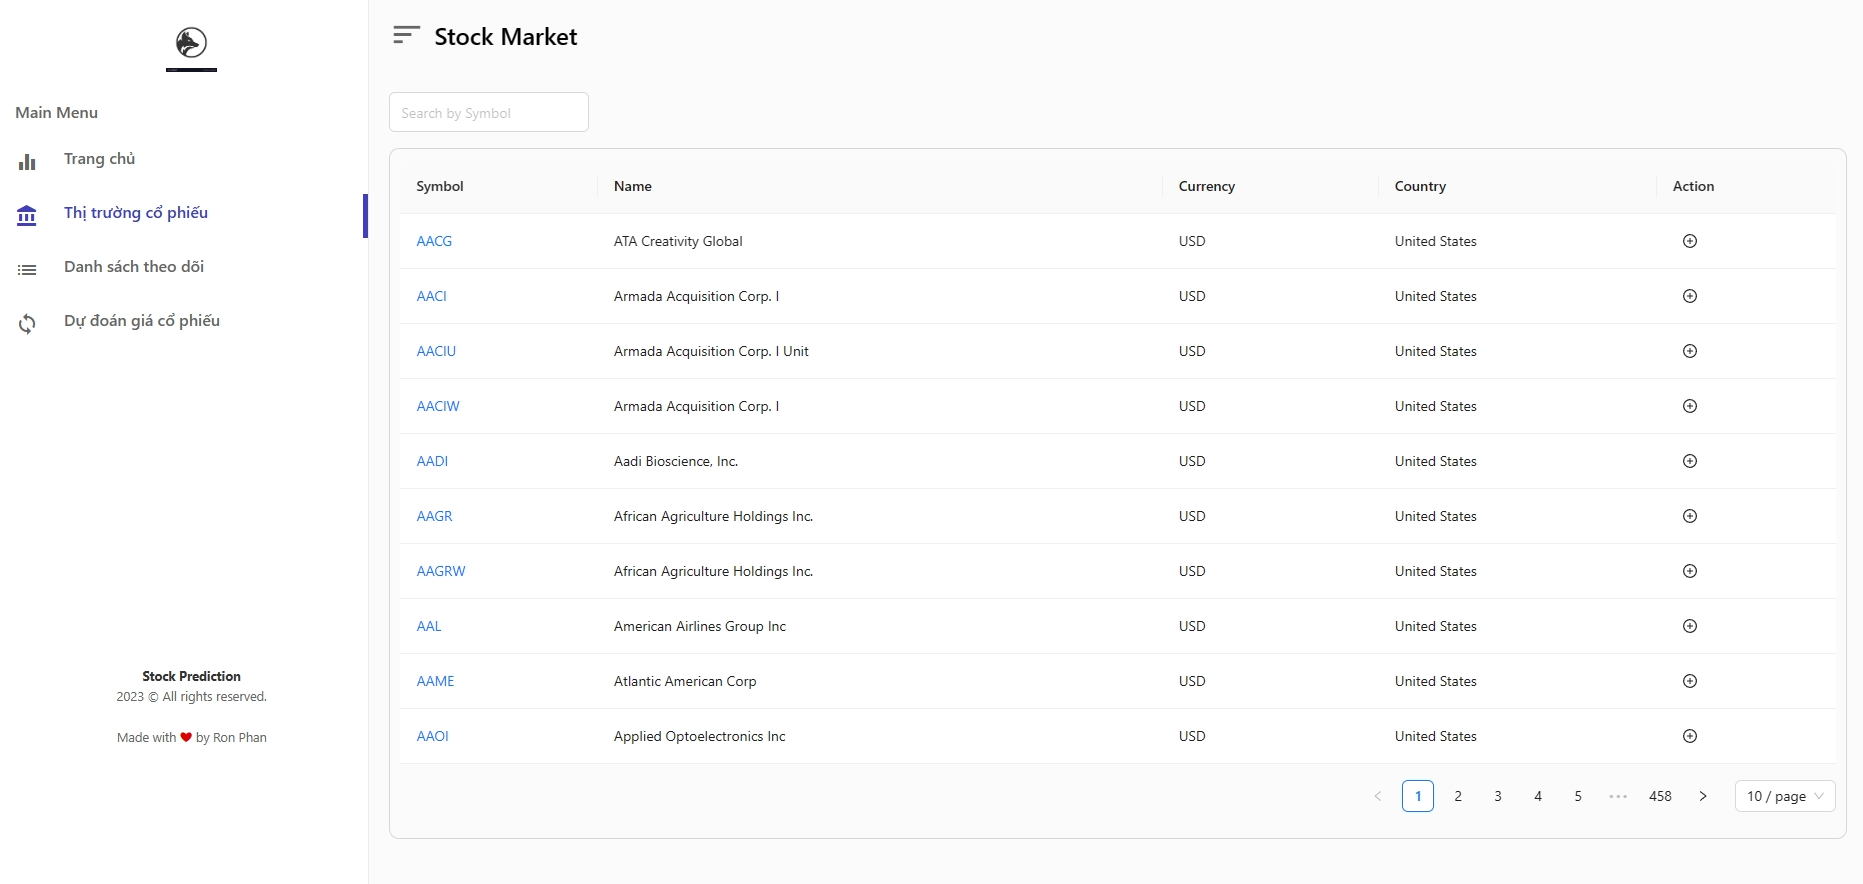 Stock Market
Main Menu
Trang chủ
Thị trường cổ phiếu
Danh sách theo dõi
Dự đoán giá cổ phiếu
Stock Prediction
2023 © All rights reserved.
Made with ❤ by Ron Phan
Search by Symbol
Symbol Name Currency Country Action
AACG ATA Creativity Global USD United States
AACI Armada Acquisition Corp. I USD United States
AACIU Armada Acquisition Corp. I Unit USD United States
AACIW Armada Acquisition Corp. I USD United States
AADI Aadi Bioscience, Inc. USD United States
AAGR African Agriculture Holdings Inc. USD United States
AAGRW African Agriculture Holdings Inc. USD United States
AAL American Airlines Group Inc USD United States
AAME Atlantic American Corp USD United States
AAOI Applied Optoelectronics Inc USD United States
< 1 2 3 4 5 ••• 458 > 10 / page